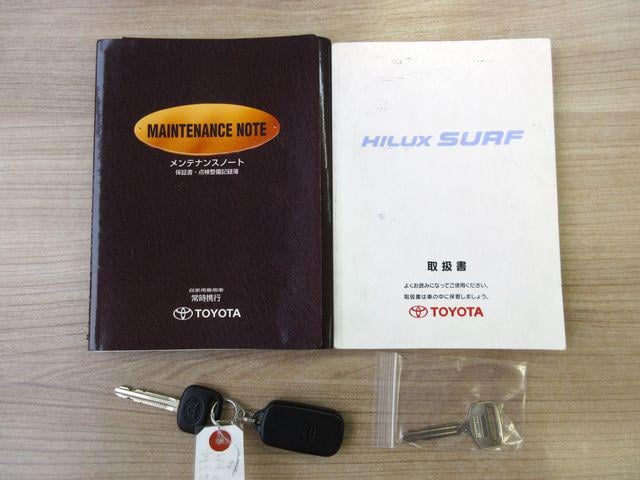 MAINTENANCE NOTE
メンテナンスノート
保証書・点検整備記録簿
自家用乗用車
常時携行
TOYOTA
HILUX SURF
取扱書
よくお読みになってご使用ください。
取扱書は車の中に保管しましょう。
TOYOTA